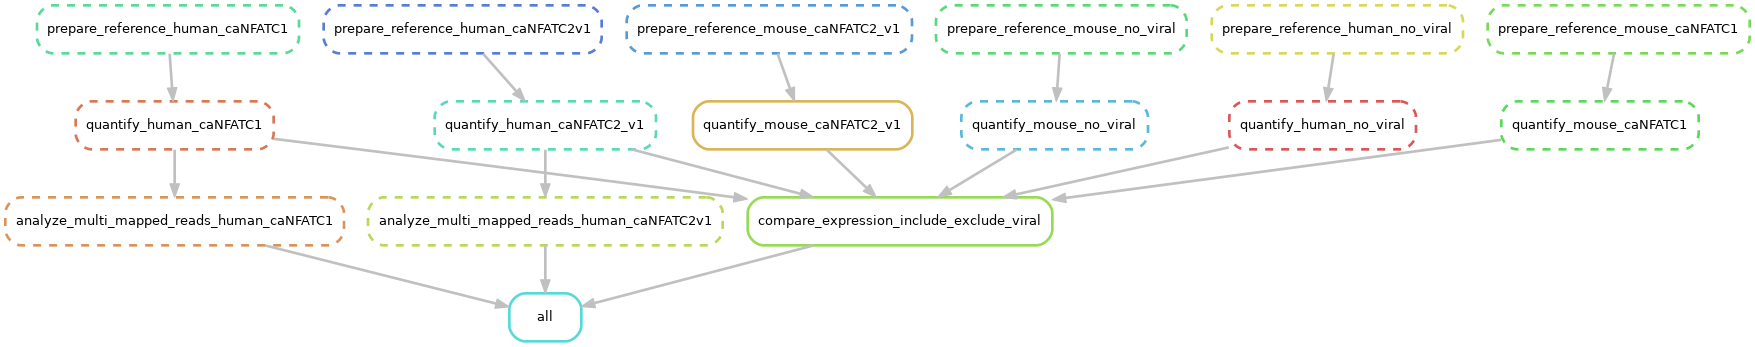 prepare_reference_human_caNFATC1
prepare_reference_human_caNFATC2v1
prepare_reference_mouse_caNFATC2_v1
prepare_reference_mouse_no_viral
prepare_reference_human_no_viral
prepare_reference_mouse_caNFATC1
quantify_human_caNFATC1
quantify_human_caNFATC2_v1
quantify_mouse_caNFATC2_v1
quantify_mouse_no_viral
quantify_human_no_viral
quantify_mouse_caNFATC1
analyze_multi_mapped_reads_human_caNFATC1
analyze_multi_mapped_reads_human_caNFATC2v1
compare_expression_include_exclude_viral
all